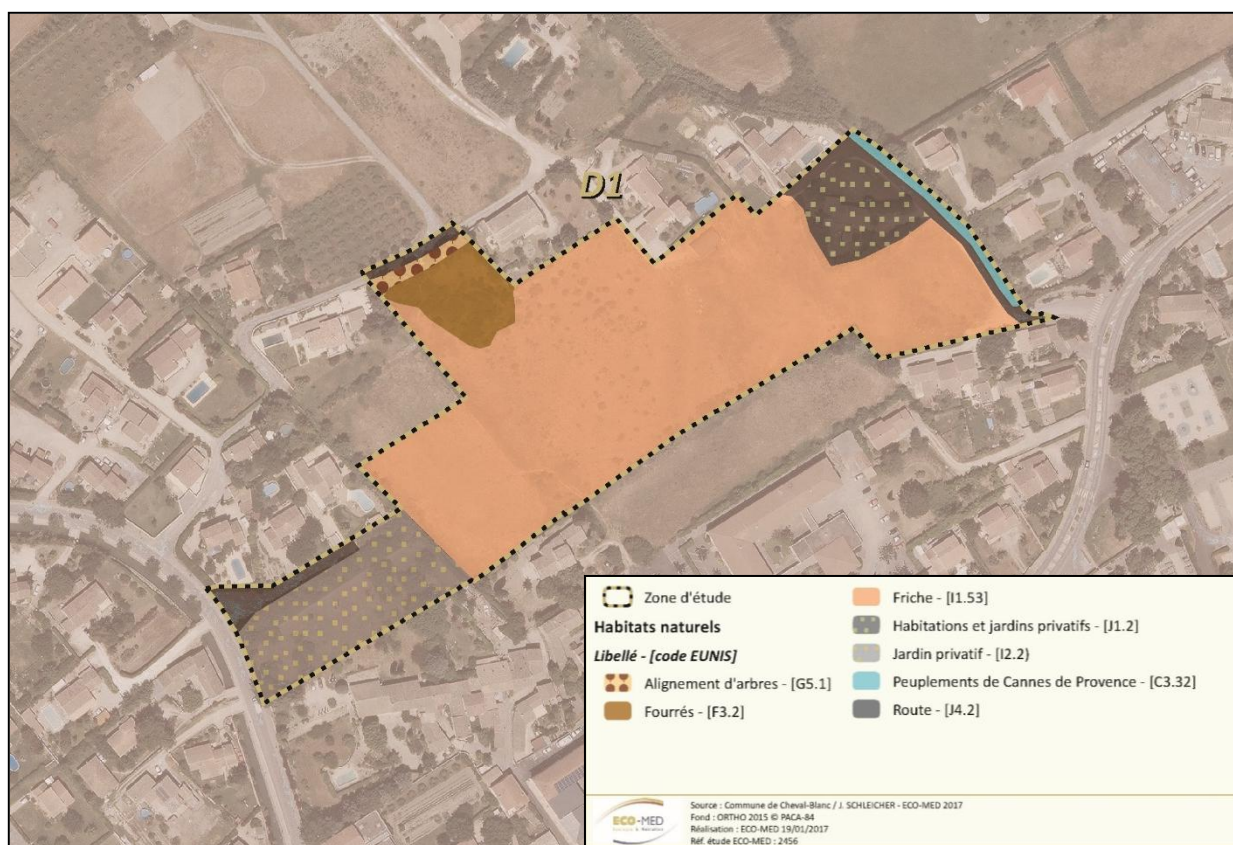 D1
Zone d'étude
Habitats naturels
Libellé - [code EUNIS]
Alignement d'arbres - [G5.1]
Fourrés - [F3.2]
Friche - [I1.53]
Habitations et jardins privatifs - [J1.2]
Jardin privatif - [I2.2)
Peuplements de Cannes de Provence - [C3.32]
Route - [J4.2]
ECO-MED
Source : Commune de Cheval-Blanc / J. SCHLEICHER - ECO-MED 2017
Fond : ORTHO 2015 © PACA-84
Réalisation : ECO-MED 19/01/2017
Réf. étude ECO-MED : 2456